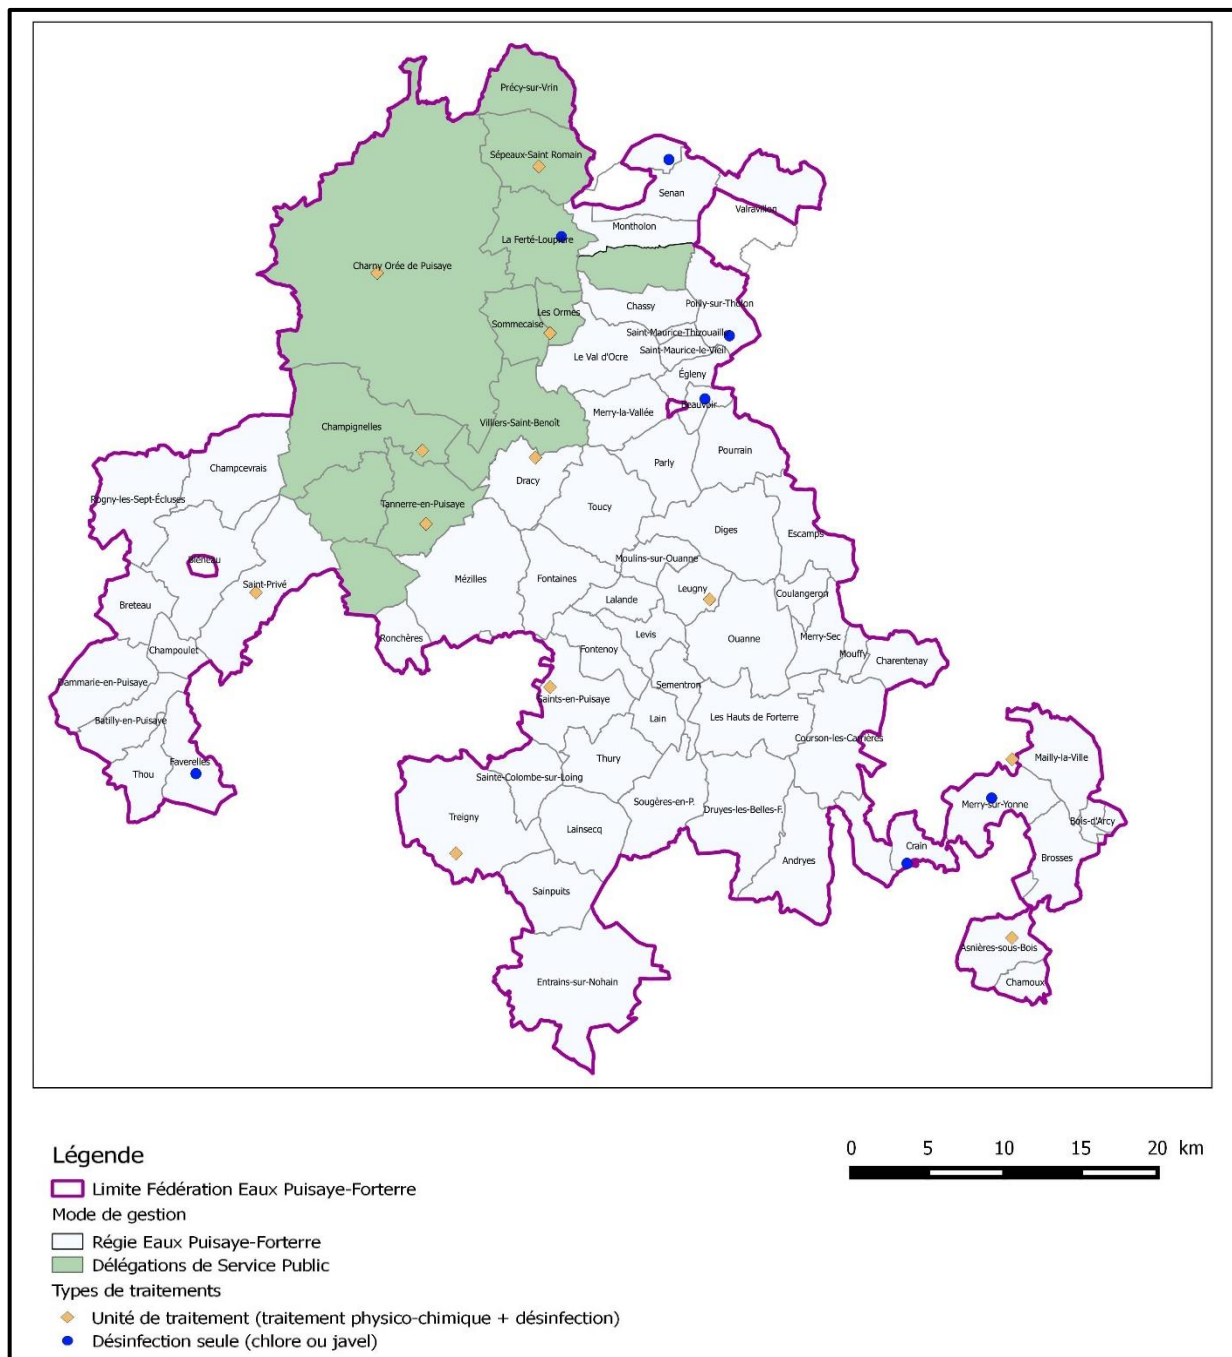 Précy-sur-Vrin
Sépeaux-Saint Romain
Senan
Valravillon
Montholon
La Ferté-Loupière
Charny Orée de Puisaye
Chassy
Poilly-sur-Tholon
Les Ormes
Sommecaise
Saint-Maurice-Thizouaille
Saint-Maurice-le-Vieil
Le Val d'Ocre
Égleny
Beauvoir
Merry-la-Vallée
Champignelles
Villiers-Saint-Benoît
Pourrain
Parly
Champcevrais
Dracy
Rogny-les-Sept-Écluses
Tannerre-en-Puisaye
Toucy
Diges
Escamps
Moulins-sur-Ouanne
Bléneau
Mézilles
Fontaines
Saint-Privé
Leugny
Coulangeron
Lalande
Breteau
Levis
Ouanne
Merry-Sec
Ronchères
Champoulet
Fontenoy
Mouffy
Charentenay
Dammarie-en-Puisaye
Sementron
Saints-en-Puisaye
Batilly-en-Puisaye
Lain
Les Hauts de Forterre
Courson-les-Carrières
Thury
Mailly-la-Ville
Faverelles
Thou
Sainte-Colombe-sur-Loing
Sougères-en-P.
Druyes-les-Belles-F.
Merry-sur-Yonne
Treigny
Bois-d'Arcy
Lainsecq
Crain
Brosses
Andryes
Sainpuits
Asnières-sous-Bois
Entrains-sur-Nohain
Chamoux
0 5 10 15 20 km
Légende
Limite Fédération Eaux Puisaye-Forterre
Mode de gestion
Régie Eaux Puisaye-Forterre
Délégations de Service Public
Types de traitements
Unité de traitement (traitement physico-chimique + désinfection)
Désinfection seule (chlore ou javel)